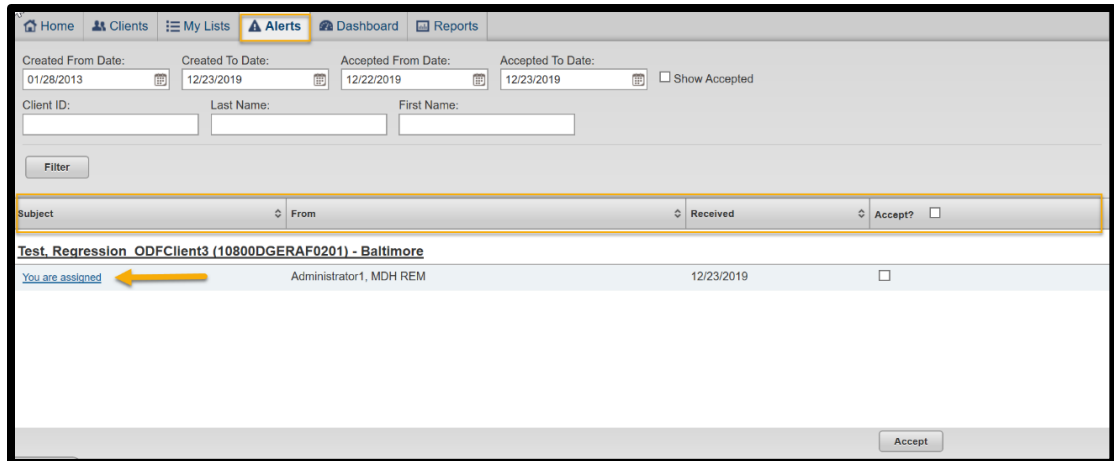 Home Clients My Lists Alerts Dashboard Reports
Created From Date: Created To Date: Accepted From Date: Accepted To Date:
01/28/2013 12/23/2019 12/22/2019 12/23/2019 Show Accepted
Client ID: Last Name: First Name:
Filter
Subject From Received Accept?
Test, Regression_ODFClient3 (10800DGERAF0201) - Baltimore
You are assigned Administrator1, MDH REM 12/23/2019
Accept